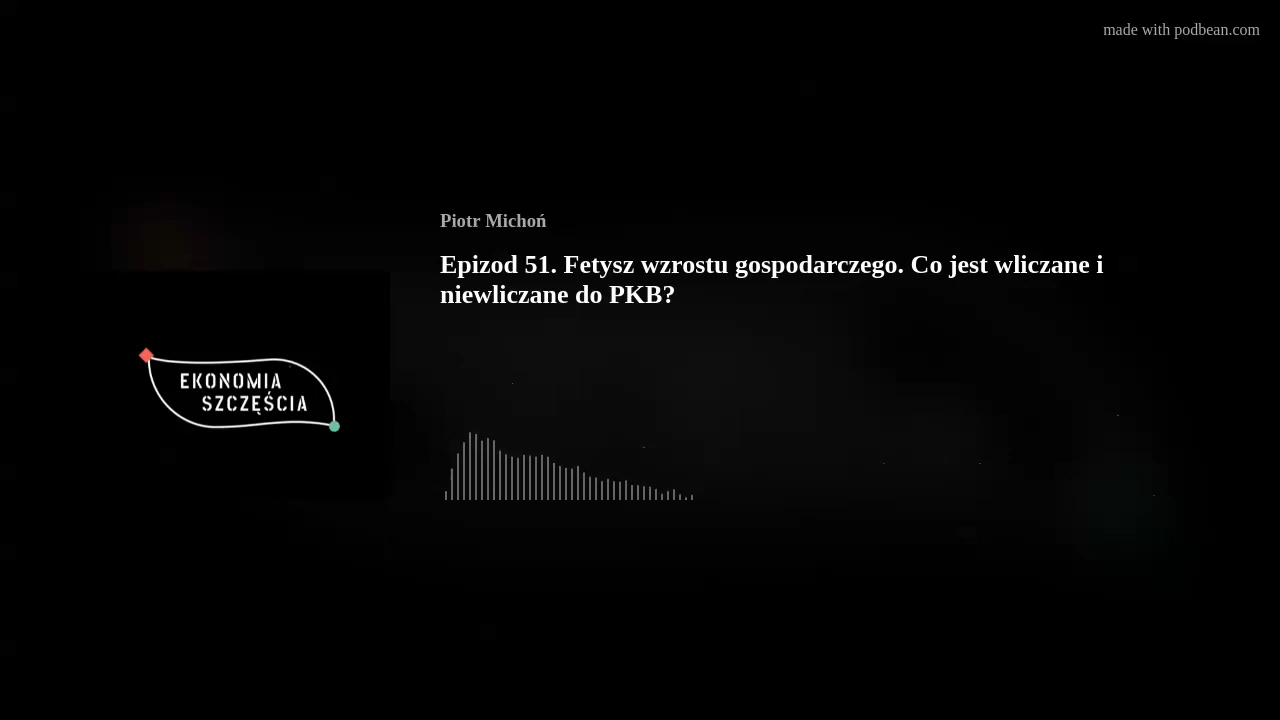 made with podbean.com
Piotr Michoń
Epizod 51. Fetysz wzrostu gospodarczego. Co jest wliczane i
niewliczane do PKB?
EKONOMIA
SZCZĘŚCIA